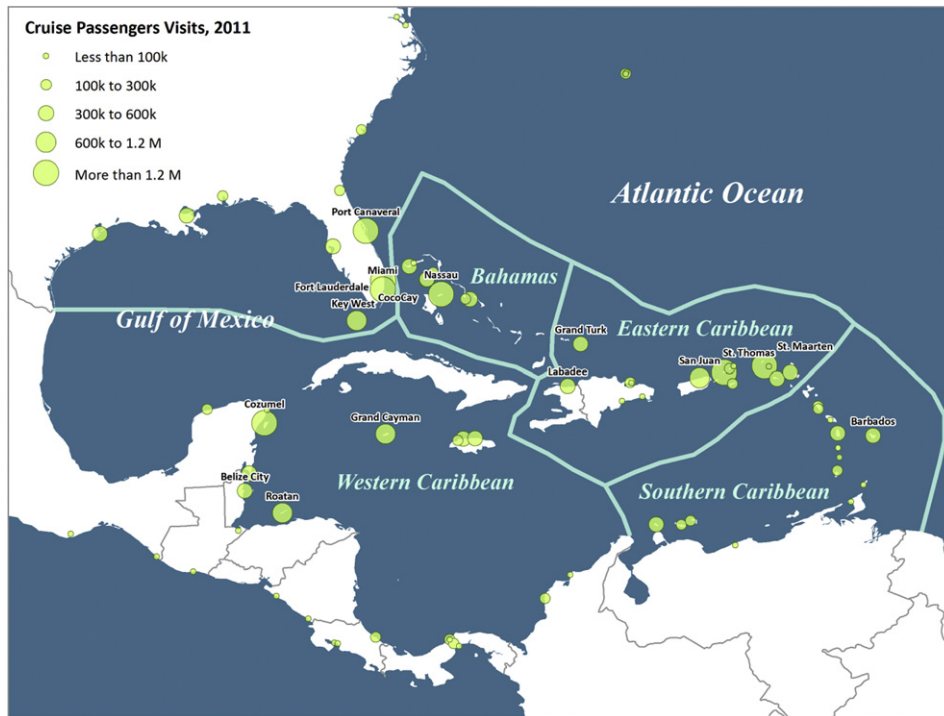 Cruise Passengers Visits, 2011
Less than 100k
100k to 300k
300k to 600k
600k to 1.2 M
More than 1.2 M
Atlantic Ocean
Port Canaveral
Miami
Nassau
Bahamas
Fort Lauderdale
CocoCay
Key West
Gulf of Mexico
Grand Turk
Eastern Caribbean
St. Maarten
St. Thomas
San Juan
Labadee
Cozumel
Grand Cayman
Barbados
Belize City
Western Caribbean
Southern Caribbean
Roatan